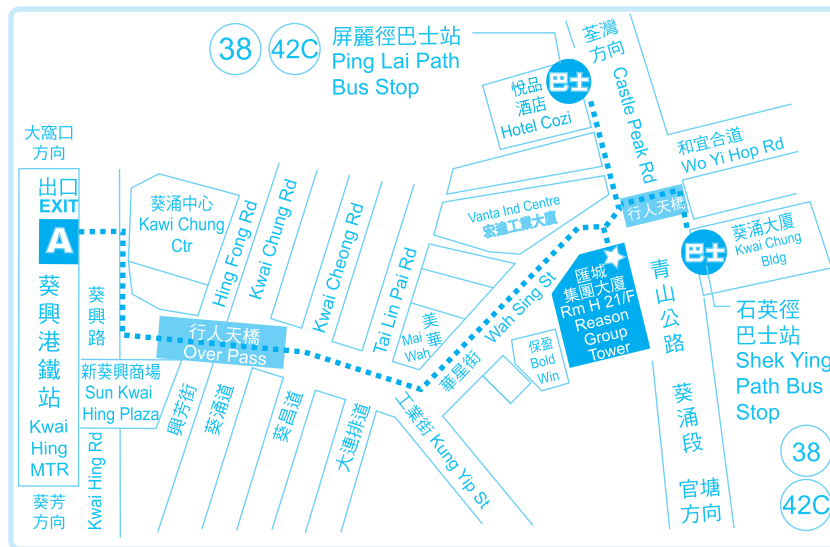 38
42C
屏麗徑巴士站
Ping Lai Path
Bus Stop
荃灣
方向
Castle Peak Rd
悅品
酒店
Hotel Cozi
巴士
和宜合道
Wo Yi Hop Rd
大窩口
方向
出口
EXIT
A
葵興港鐵站
Kwai
Hing
MTR
葵芳
方向
葵興路
Kwai Hing Rd
葵涌中心
Kawi Chung
Ctr
Hing Fong Rd
Kwai Chung Rd
Kwai Cheong Rd
Tai Lin Pai Rd
行人天橋
Over Pass
新葵興商場
Sun Kwai
Hing Plaza
興芳街
葵涌道
葵昌道
大連排道
美華
Mai
Wah
Vanta Ind Centre
宏達工業大廈
Wah Sing St
華星街
工業街 Kung Yip St
保盈
Bold
Win
匯城
集團大廈
Rm H 21/F
Reason
Group
Tower
行人天橋
巴士
葵涌大廈
Kwai Chung
Bldg
青山公路
葵涌段
官塘
方向
石英徑
巴士站
Shek Ying
Path Bus
Stop
38
42C